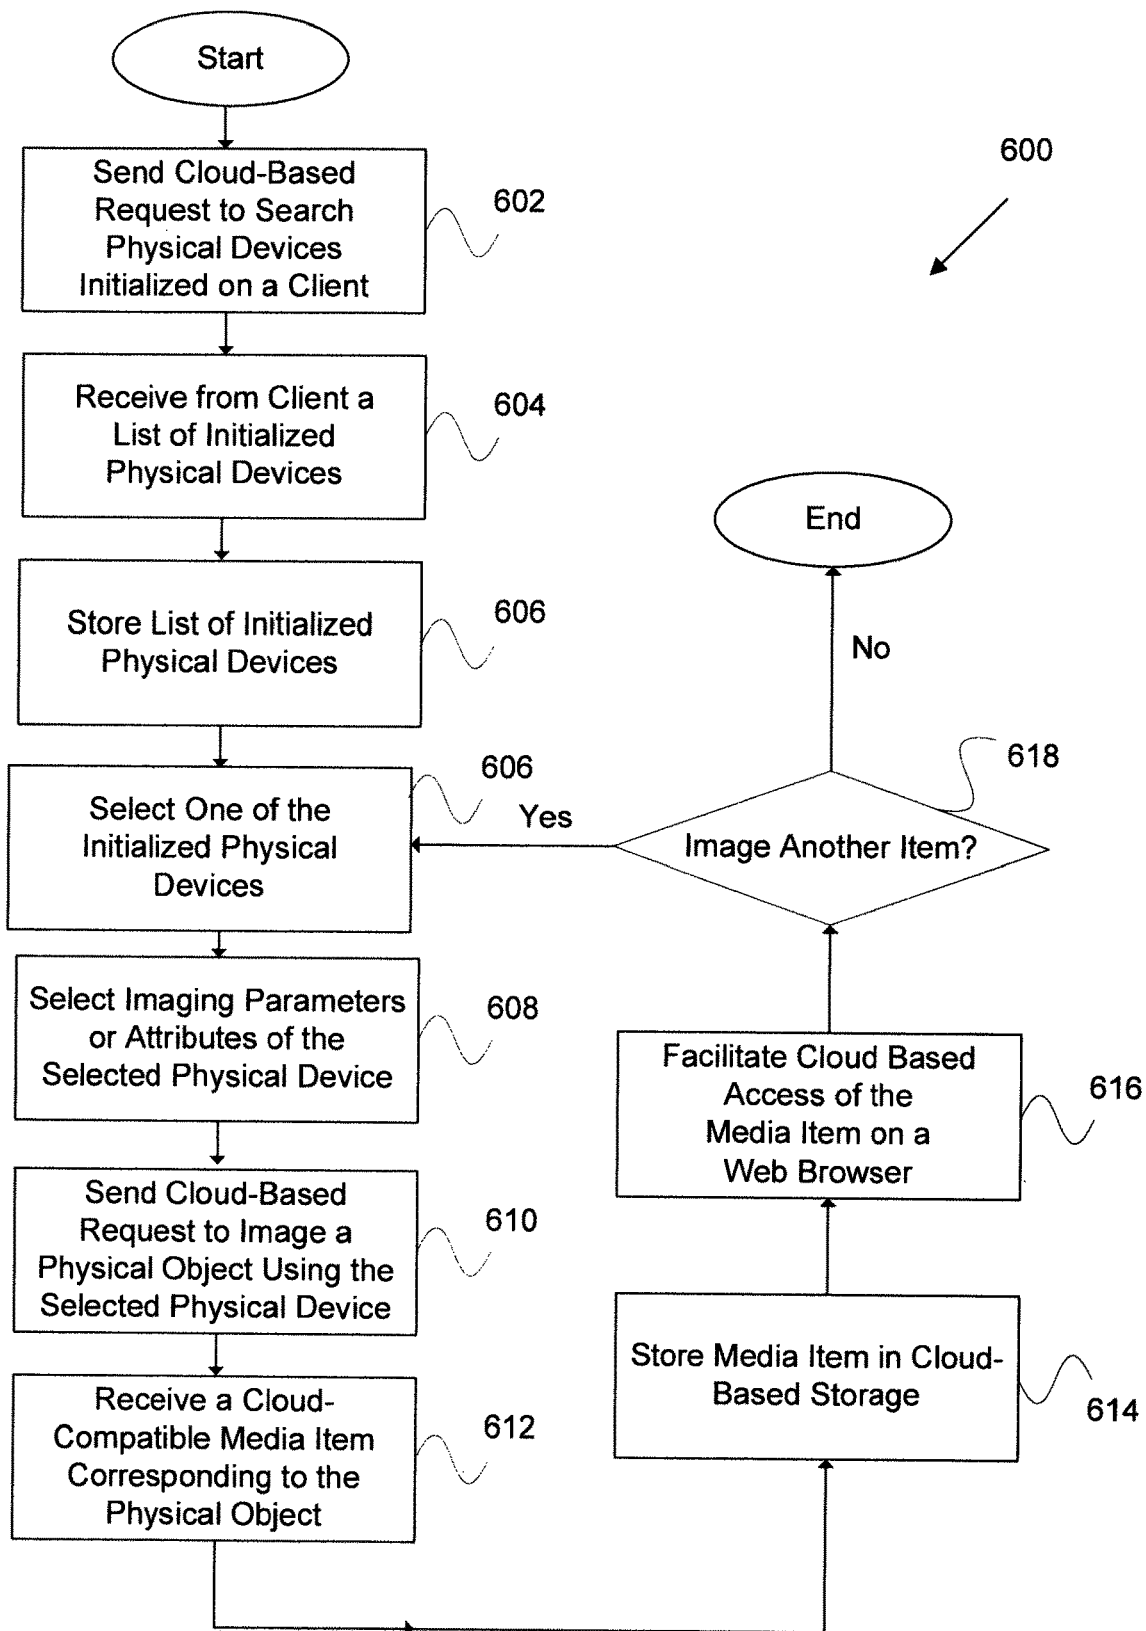 Start
600
Send Cloud-Based
Request to Search
Physical Devices
Initialized on a Client
602
Receive from Client a
List of Initialized
Physical Devices
604
Store List of Initialized
Physical Devices
606
Select One of the
Initialized Physical
Devices
606
Select Imaging Parameters
or Attributes of the
Selected Physical Device
608
Send Cloud-Based
Request to Image a
Physical Object Using the
Selected Physical Device
610
Receive a Cloud-
Compatible Media Item
Corresponding to the
Physical Object
612
Store Media Item in Cloud-
Based Storage
614
Facilitate Cloud Based
Access of the
Media Item on a
Web Browser
616
Image Another Item?
618
Yes
No
End